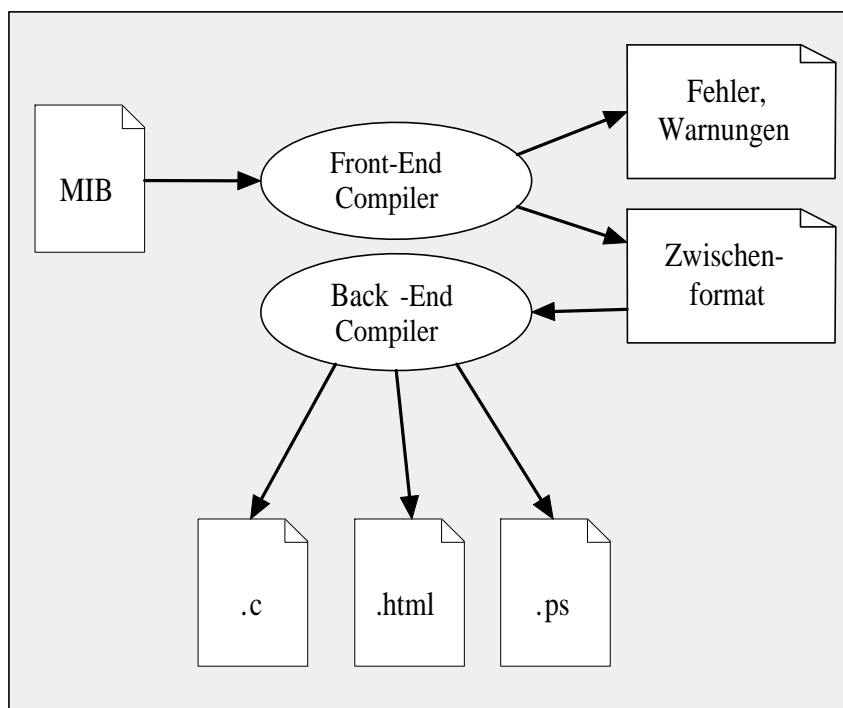 MIB
Front-End
Compiler
Fehler,
Warnungen
Zwischen-
format
Back -End
Compiler
.c
.html
.ps